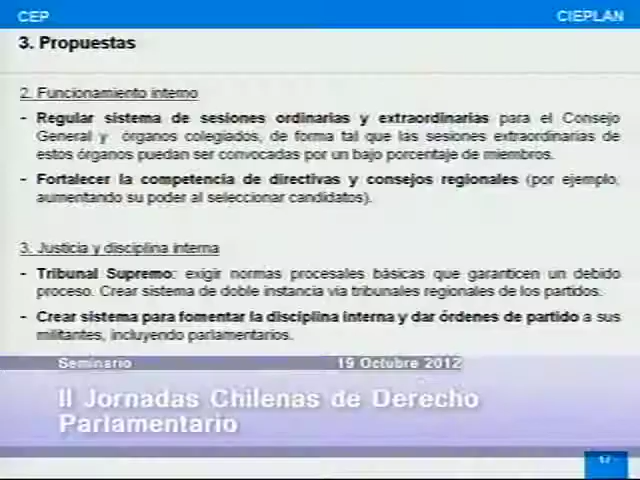 CEP CIEPLAN
3. Propuestas
2. Funcionamiento interno
- Regular sistema de sesiones ordinarias y extraordinarias para el Consejo
General y órganos colegiados, de forma tal que las sesiones extraordinarias de
estos órganos puedan ser convocadas por un bajo porcentaje de miembros.
- Fortalecer la competencia de directivas y consejos regionales (por ejemplo,
aumentando su poder al seleccionar candidatos).
3. Justicia y disciplina interna
- Tribunal Supremo: exigir normas procesales básicas que garanticen un debido
proceso. Crear sistema de doble instancia vía tribunales regionales de los partidos.
- Crear sistema para fomentar la disciplina interna y dar órdenes de partido a sus
militantes, incluyendo parlamentarios.
Seminario 19 Octubre 2012
II Jornadas Chilenas de Derecho
Parlamentario